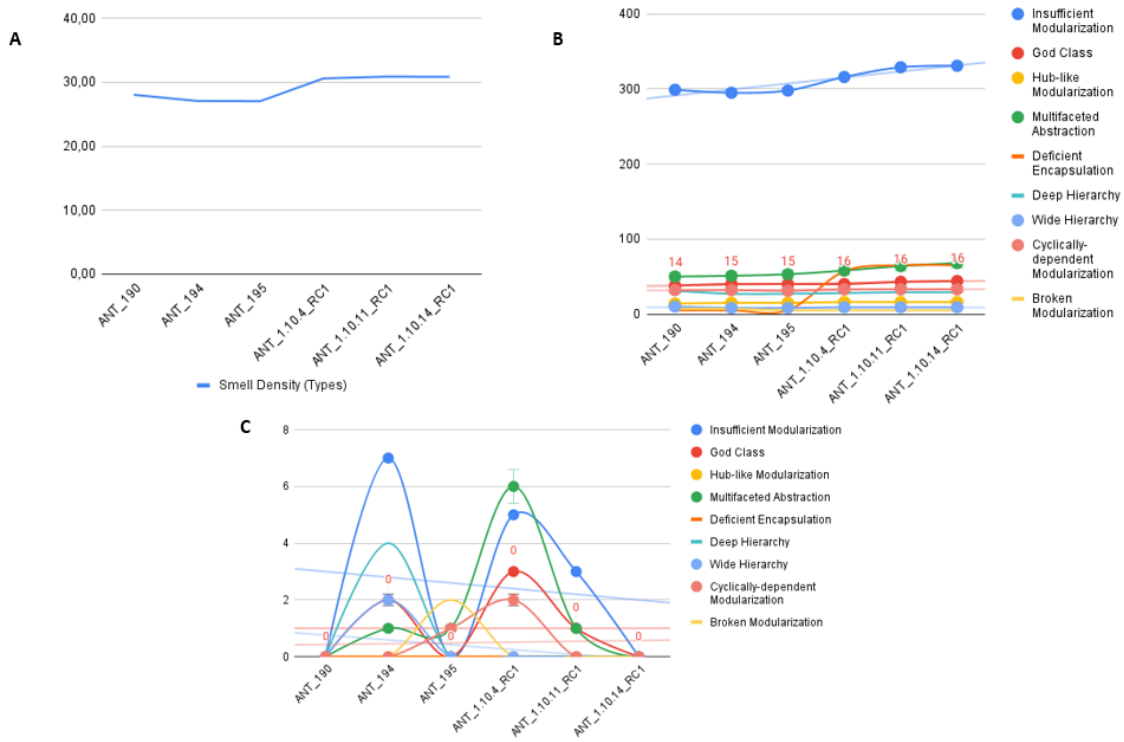 A
40,00
30,00
20,00
10,00
0,00
ANT_190
ANT_194
ANT_195
ANT_1.10.4_RC1
ANT_1.10.11_RC1
ANT_1.10.14_RC1
Smell Density (Types)
B
400
300
200
100
0
14
15
15
16
16
16
ANT_190
ANT_194
ANT_195
ANT_1.10.4_RC1
ANT_1.10.11_RC1
ANT_1.10.14_RC1
Insufficient
Modularization
God Class
Hub-like
Modularization
Multifaceted
Abstraction
Deficient
Encapsulation
Deep Hierarchy
Wide Hierarchy
Cyclically-
dependent
Modularization
Broken
Modularization
C
8
6
4
2
0
0
0
0
0
0
0
ANT_190
ANT_194
ANT_195
ANT_1.10.4_RC1
ANT_1.10.11_RC1
ANT_1.10.14_RC1
Insufficient Modularization
God Class
Hub-like Modularization
Multifaceted Abstraction
Deficient Encapsulation
Deep Hierarchy
Wide Hierarchy
Cyclically-dependent
Modularization
Broken Modularization